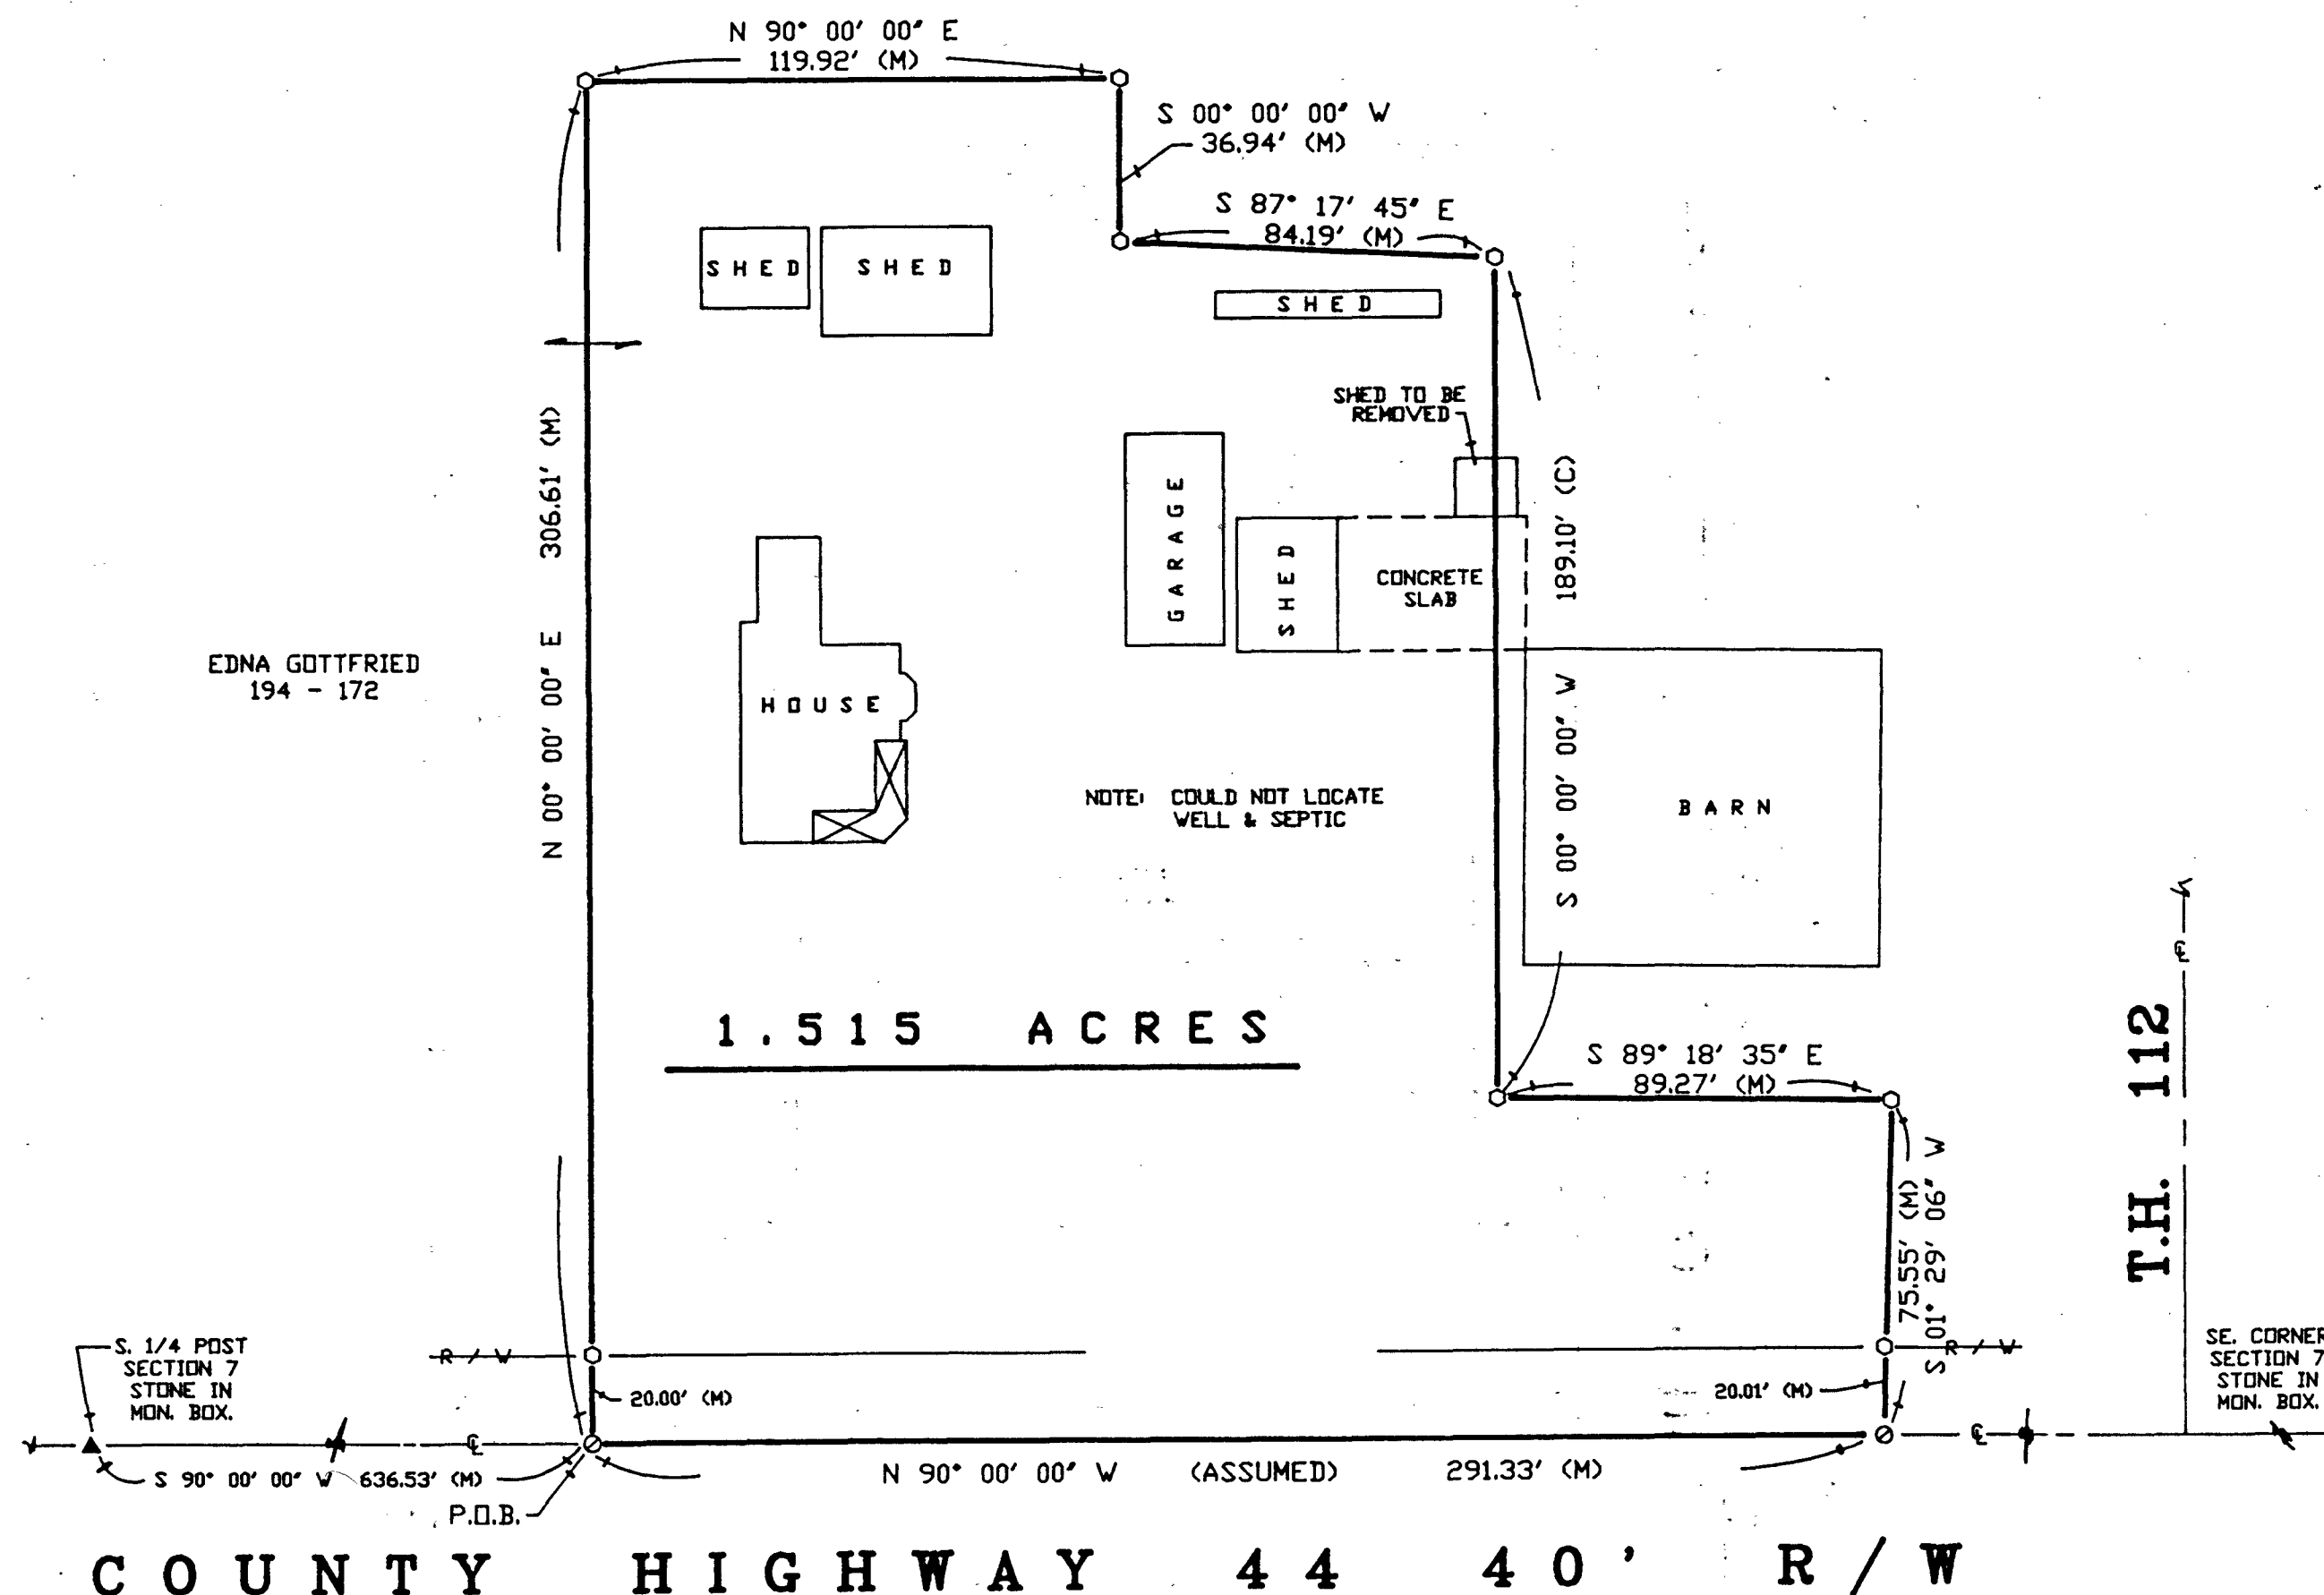 N 90° 00' 00" E
119.92' (M)
S 00° 00' 00" W
36.94' (M)
S 87° 17' 45" E
84.19' (M)
SHED
SHED
SHED
SHED TO BE
REMOVED
N 00° 00' 00" E 306.61' (M)
189.10' (C)
S 00° 00' 00" W
GARAGE
SHED
CONCRETE
SLAB
EDNA GOTTFRIED
194 - 172
HOUSE
NOTE: COULD NOT LOCATE
WELL & SEPTIC
BARN
℄
1.515 ACRES
T.H. 112
S 89° 18' 35" E
89.27' (M)
75.55' (M)
S 01° 29' 06" W
S. 1/4 POST
SECTION 7
STONE IN
MON. BOX.
R / W
R / W
SE. CORNER
SECTION 7
STONE IN
MON. BOX.
20.00' (M)
20.01' (M)
℄
℄
S 90° 00' 00" W 636.53' (M)
N 90° 00' 00" W (ASSUMED) 291.33' (M)
P.O.B.
COUNTY HIGHWAY 44 40' R/W